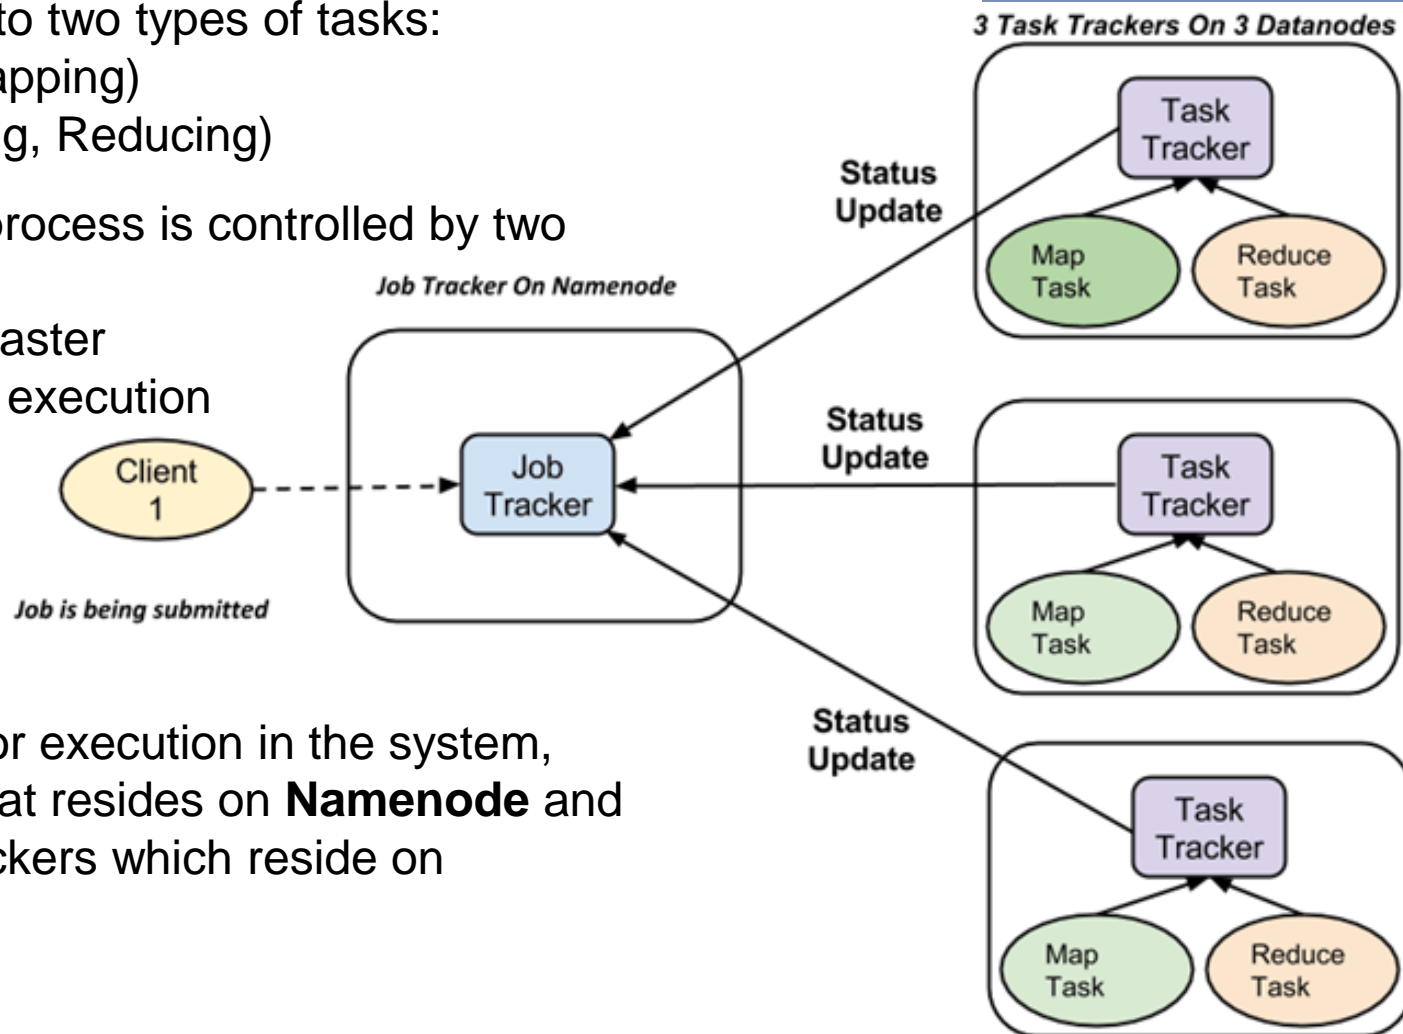 to two types of tasks:
apping)
g, Reducing)
process is controlled by two
aster
execution
or execution in the system,
at resides on Namenode and
ckers which reside on
Job Tracker On Namenode
Client
1
Job is being submitted
Job
Tracker
Status
Update
Status
Update
Status
Update
3 Task Trackers On 3 Datanodes
Task
Tracker
Map
Task
Reduce
Task
Task
Tracker
Map
Task
Reduce
Task
Task
Tracker
Map
Task
Reduce
Task